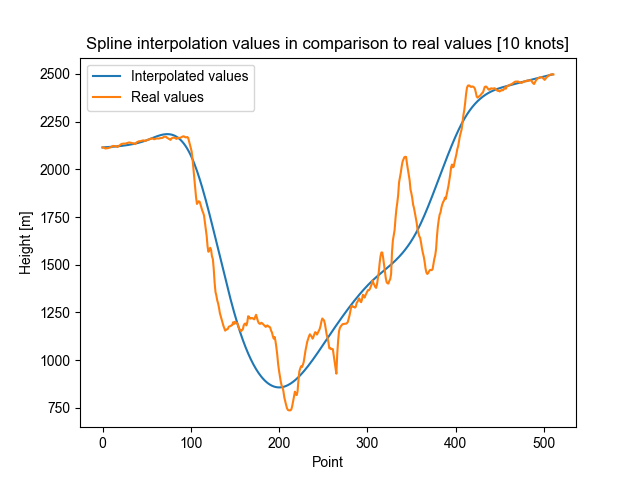 Spline interpolation values in comparison to real values [10 knots]
Interpolated values
Real values
Height [m]
2500
2250
2000
1750
1500
1250
1000
750
0 100 200 300 400 500
Point